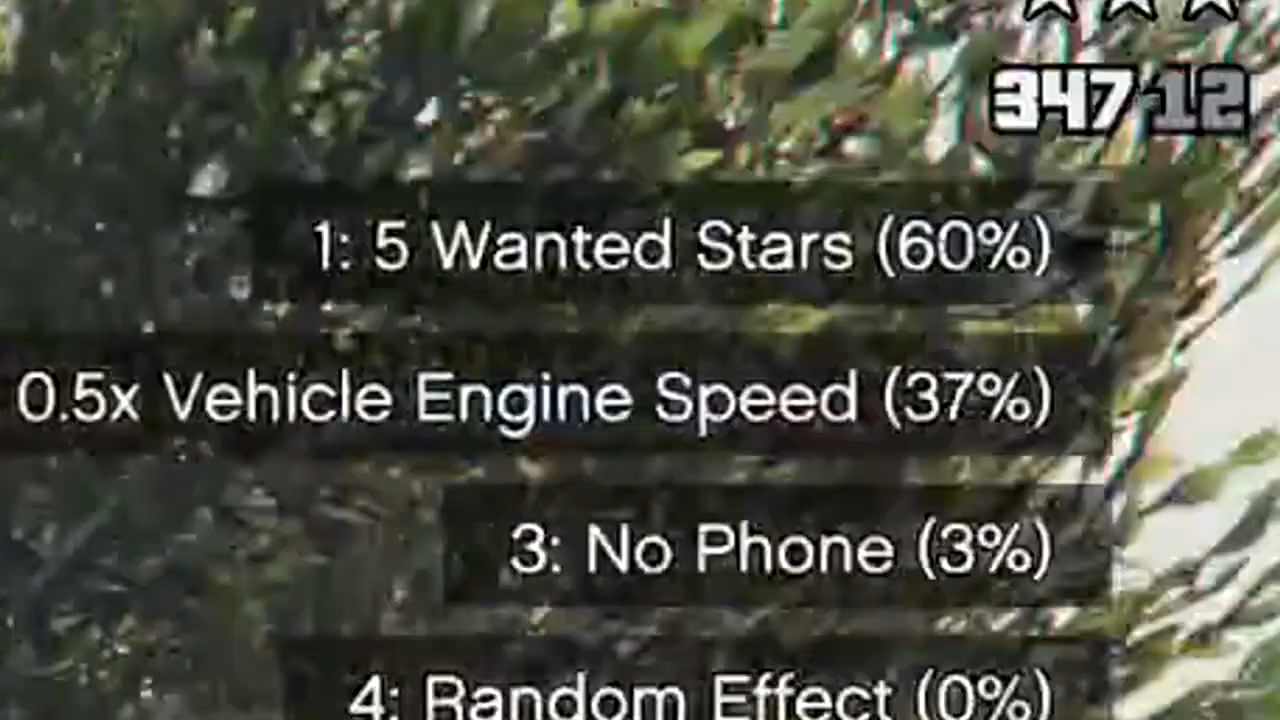 347 12
1: 5 Wanted Stars (60%)
0.5x Vehicle Engine Speed (37%)
3: No Phone (3%)
4: Random Effect (0%)